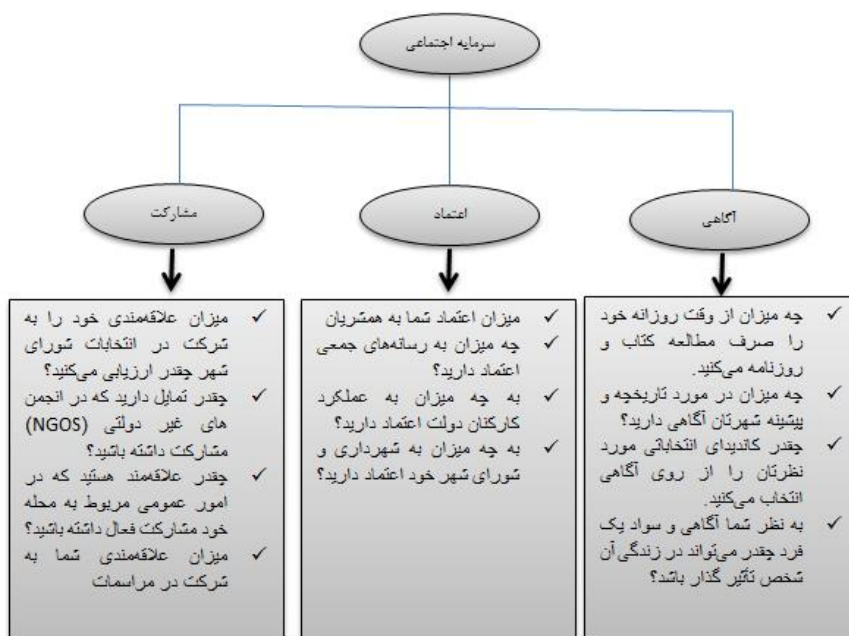 سرمایه اجتماعی
آگاهی
اعتماد
مشارکت
✓ چه میزان از وقت روزانه خود
را صرف مطالعه کتاب و
روزنامه می‌کنید.
✓ چه میزان در مورد تاریخچه و
پیشینه شهرتان آگاهی دارید؟
✓ چقدر کاندیدای انتخاباتی مورد
نظرتان را از روی آگاهی
انتخاب می‌کنید.
✓ به نظر شما آگاهی و سواد یک
فرد چقدر می‌تواند در زندگی آن
شخص تأثیر گذار باشد؟
✓ میزان اعتماد شما به همشریان
✓ چه میزان به رسانه‌های جمعی
اعتماد دارید؟
✓ به چه میزان به عملکرد
کارکنان دولت اعتماد دارید؟
✓ به چه میزان به شهرداری و
شورای شهر خود اعتماد دارید؟
✓ میزان علاقه‌مندی خود را به
شرکت در انتخابات شورای
شهر چقدر ارزیابی می‌کنید؟
✓ چقدر تمایل دارید که در انجمن
های غیر دولتی (NGOS)
مشارکت داشته باشید؟
✓ چقدر علاقه‌مند هستید که در
امور عمومی مربوط به محله
خود مشارکت فعال داشته باشید؟
✓ میزان علاقه‌مندی شما به
شرکت در مراسمات